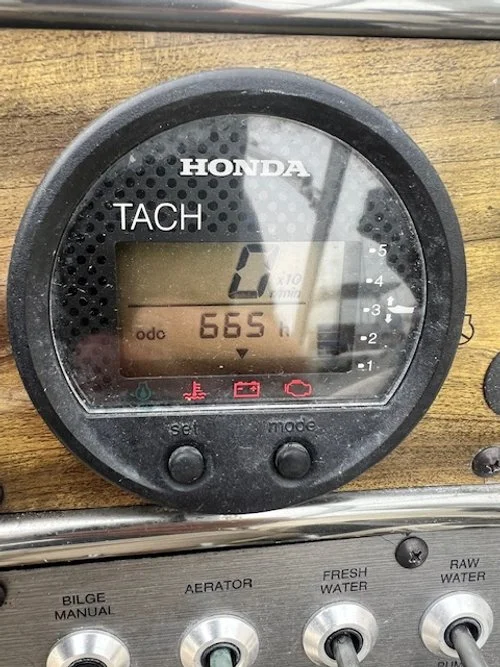 HONDA
TACH
0
x10
r/min
5
4
3
2
1
odo 665 h
set mode
BILGE
MANUAL
AERATOR
FRESH
WATER
RAW
WATER